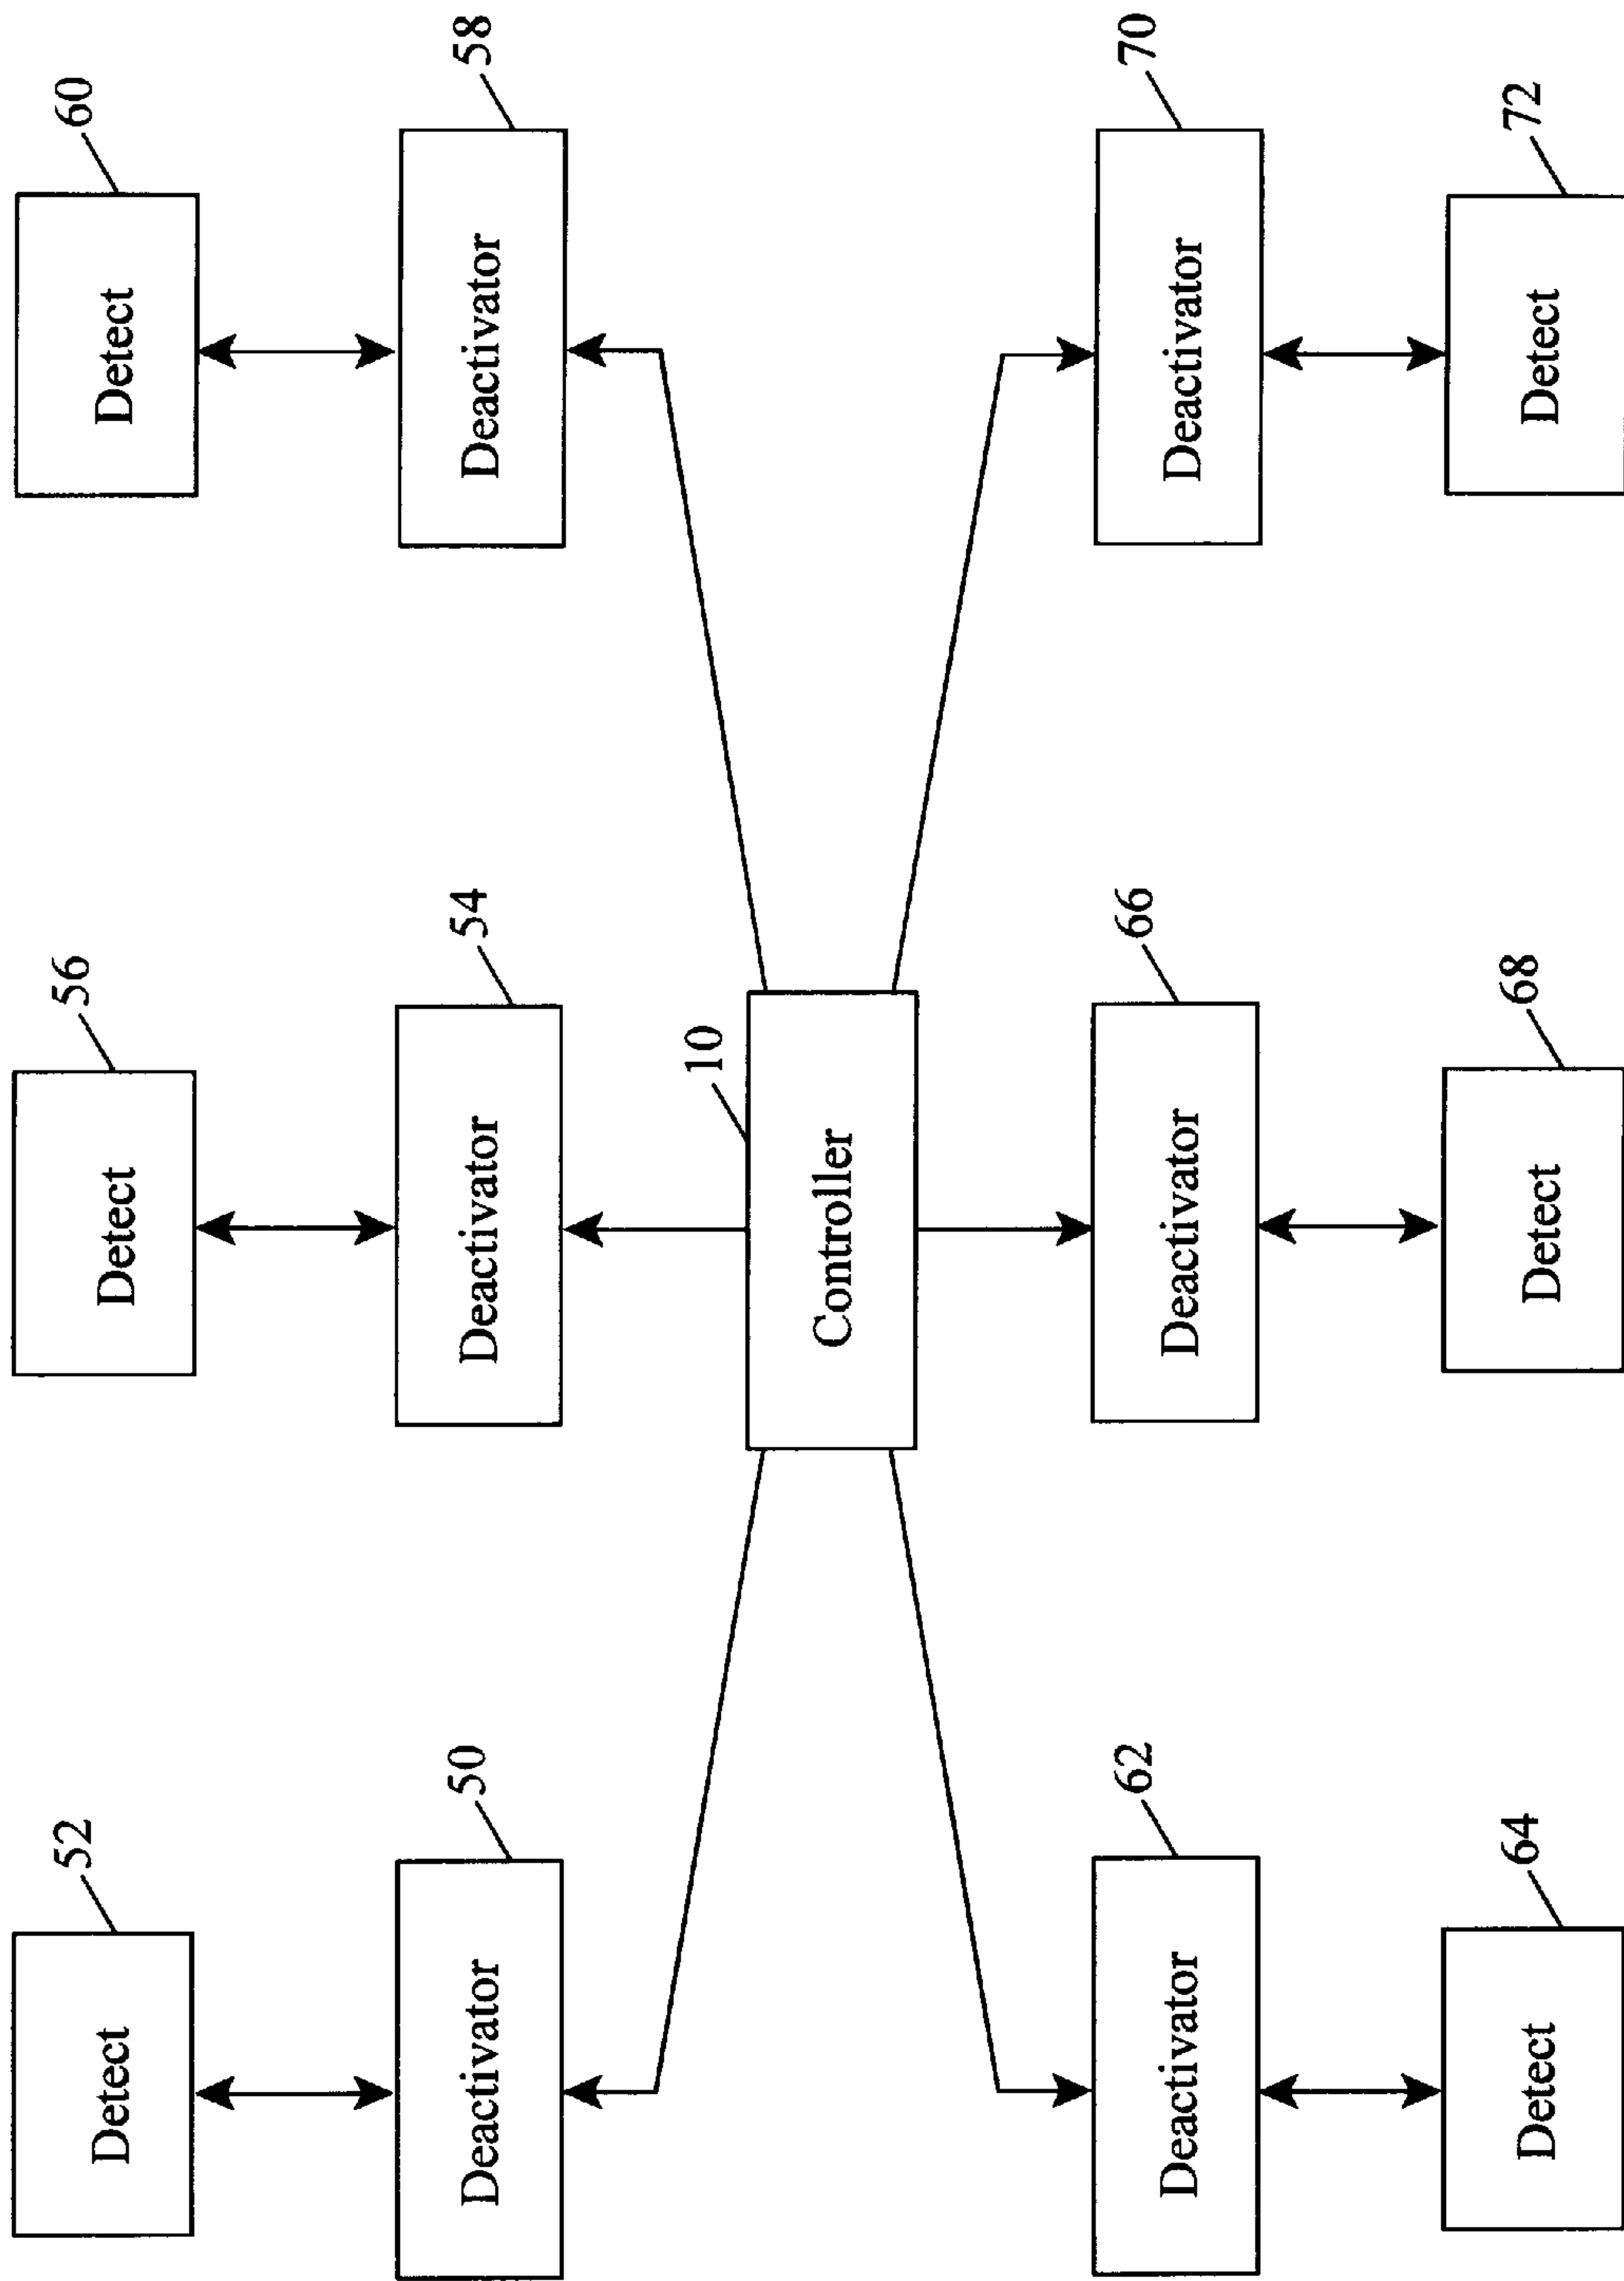 52
56
60
Detect
Detect
Detect
50
54
58
Deactivator
Deactivator
Deactivator
10
Controller
62
66
70
Deactivator
Deactivator
Deactivator
64
68
72
Detect
Detect
Detect